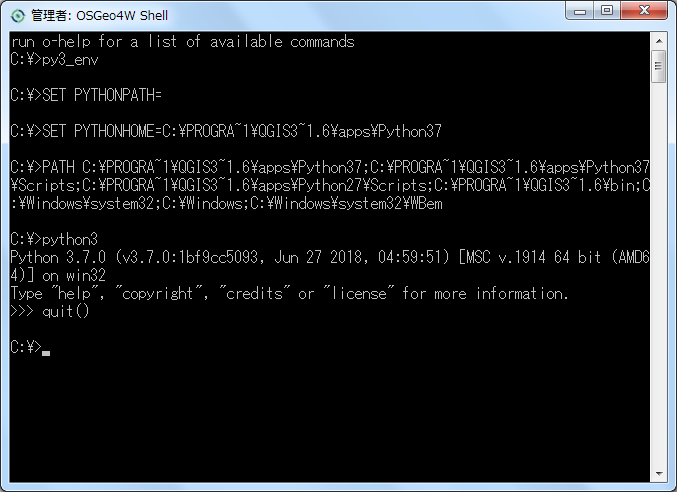 管理者: OSGeo4W Shell
run o-help for a list of available commands
C:¥>py3_env
C:¥>SET PYTHONPATH=
C:¥>SET PYTHONHOME=C:¥PROGRA~1¥QGIS3~1.6¥apps¥Python37
C:¥>PATH C:¥PROGRA~1¥QGIS3~1.6¥apps¥Python37;C:¥PROGRA~1¥QGIS3~1.6¥apps¥Python37
¥Scripts;C:¥PROGRA~1¥QGIS3~1.6¥apps¥Python27¥Scripts;C:¥PROGRA~1¥QGIS3~1.6¥bin;C
:¥Windows¥system32;C:¥Windows;C:¥Windows¥system32¥WBem
C:¥>python3
Python 3.7.0 (v3.7.0:1bf9cc5093, Jun 27 2018, 04:59:51) [MSC v.1914 64 bit (AMD6
4)] on win32
Type "help", "copyright", "credits" or "license" for more information.
>>> quit()
C:¥>